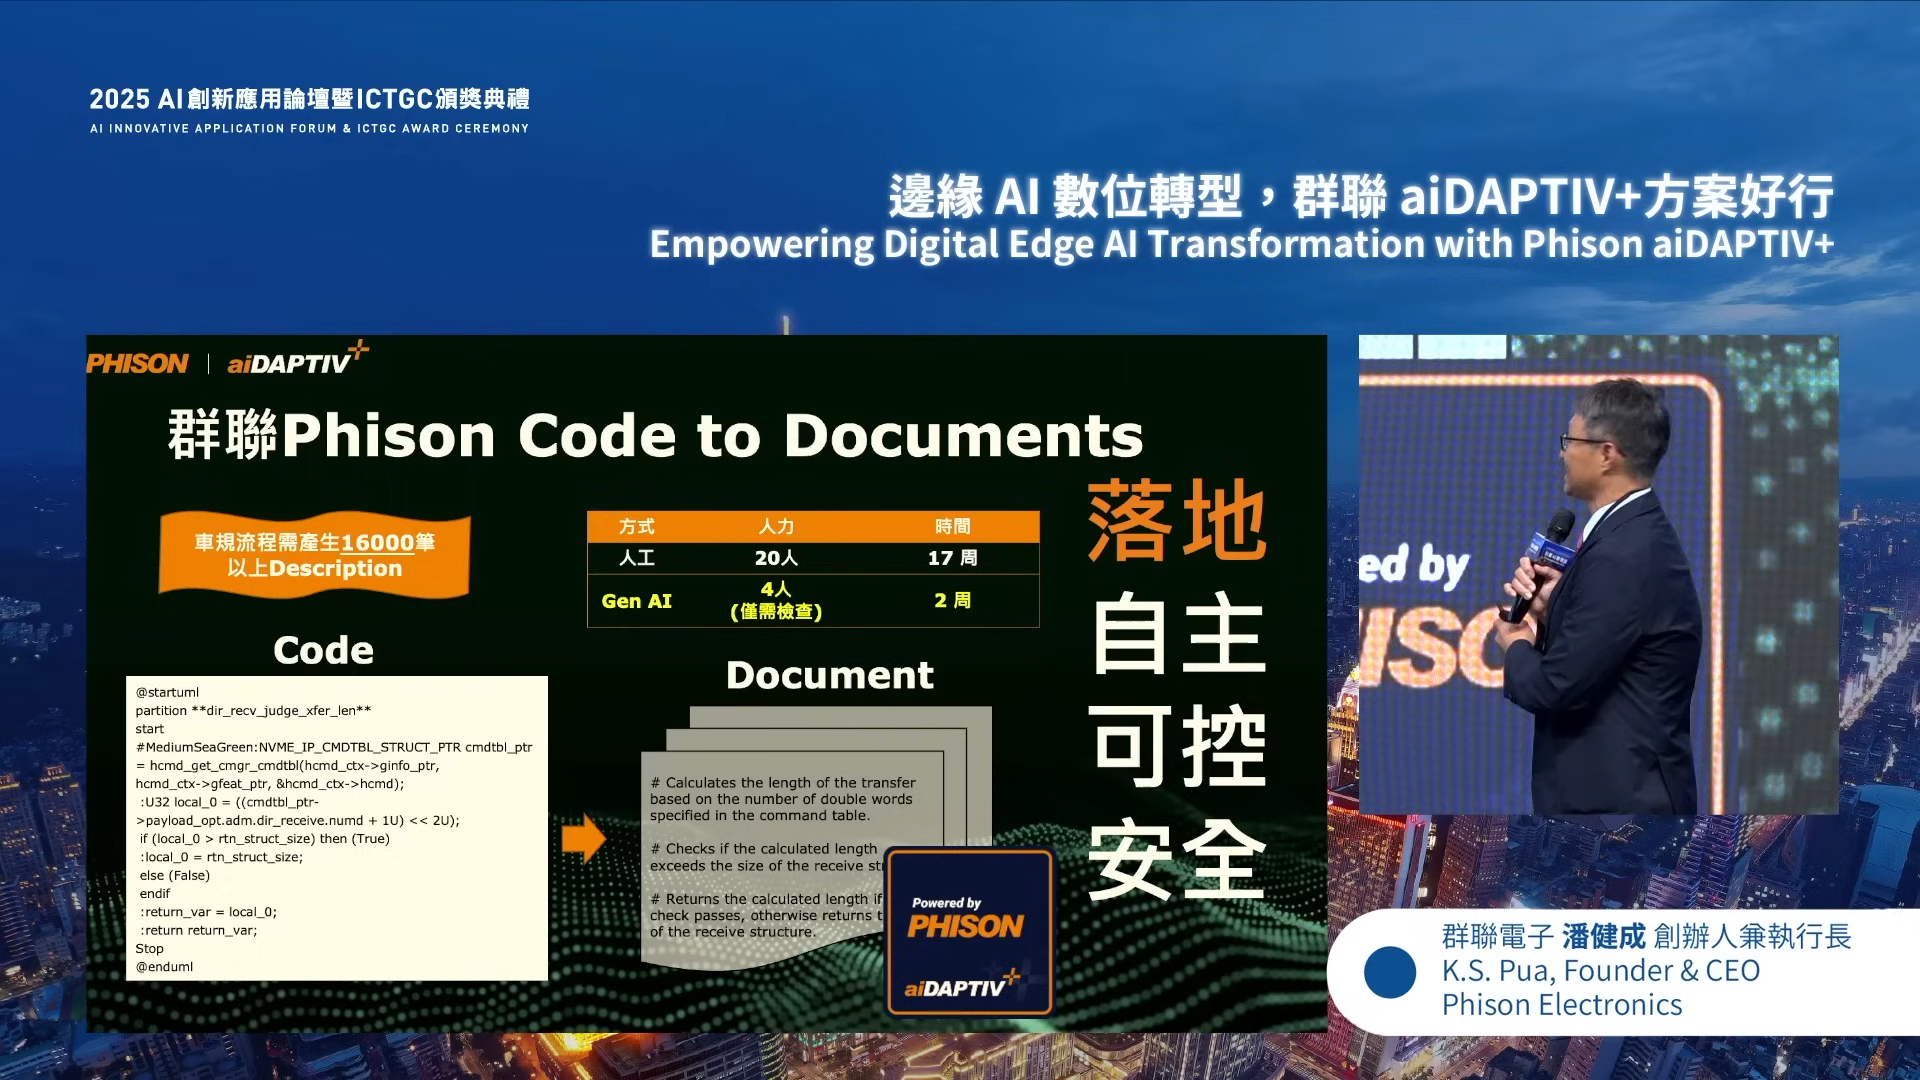 2025 AI創新應用論壇暨ICTGC頒獎典禮
AI INNOVATIVE APPLICATION FORUM & ICTGC AWARD CEREMONY
邊緣 AI 數位轉型，群聯 aiDAPTIV+方案好行
Empowering Digital Edge AI Transformation with Phison aiDAPTIV+
PHISON | aiDAPTIV+
群聯Phison Code to Documents
車規流程需產生16000筆
以上Description
方式 人力 時間
人工 20人 17 周
Gen AI 4人 (僅需檢查) 2 周
落地
自主
可控
安全
Code
@startuml
partition **dir_recv_judge_xfer_len**
start
#MediumSeaGreen:NVME_IP_CMDTBL_STRUCT_PTR cmdtbl_ptr
= hcmd_get_cmgr_cmdtbl(hcmd_ctx->ginfo_ptr,
hcmd_ctx->gfeat_ptr, &hcmd_ctx->hcmd);
:U32 local_0 = ((cmdtbl_ptr-
>payload_opt.adm.dir_receive.numd + 1U) << 2U);
if (local_0 > rtn_struct_size) then (True)
:local_0 = rtn_struct_size;
else (False)
endif
:return_var = local_0;
:return return_var;
Stop
@enduml
Document
# Calculates the length of the transfer
based on the number of double words
specified in the command table.
# Checks if the calculated length
exceeds the size of the receive st
# Returns the calculated length if
check passes, otherwise returns t
of the receive structure.
Powered by
PHISON
aiDAPTIV+
ed by
ISO
群聯電子 潘健成 創辦人兼執行長
K.S. Pua, Founder & CEO
Phison Electronics